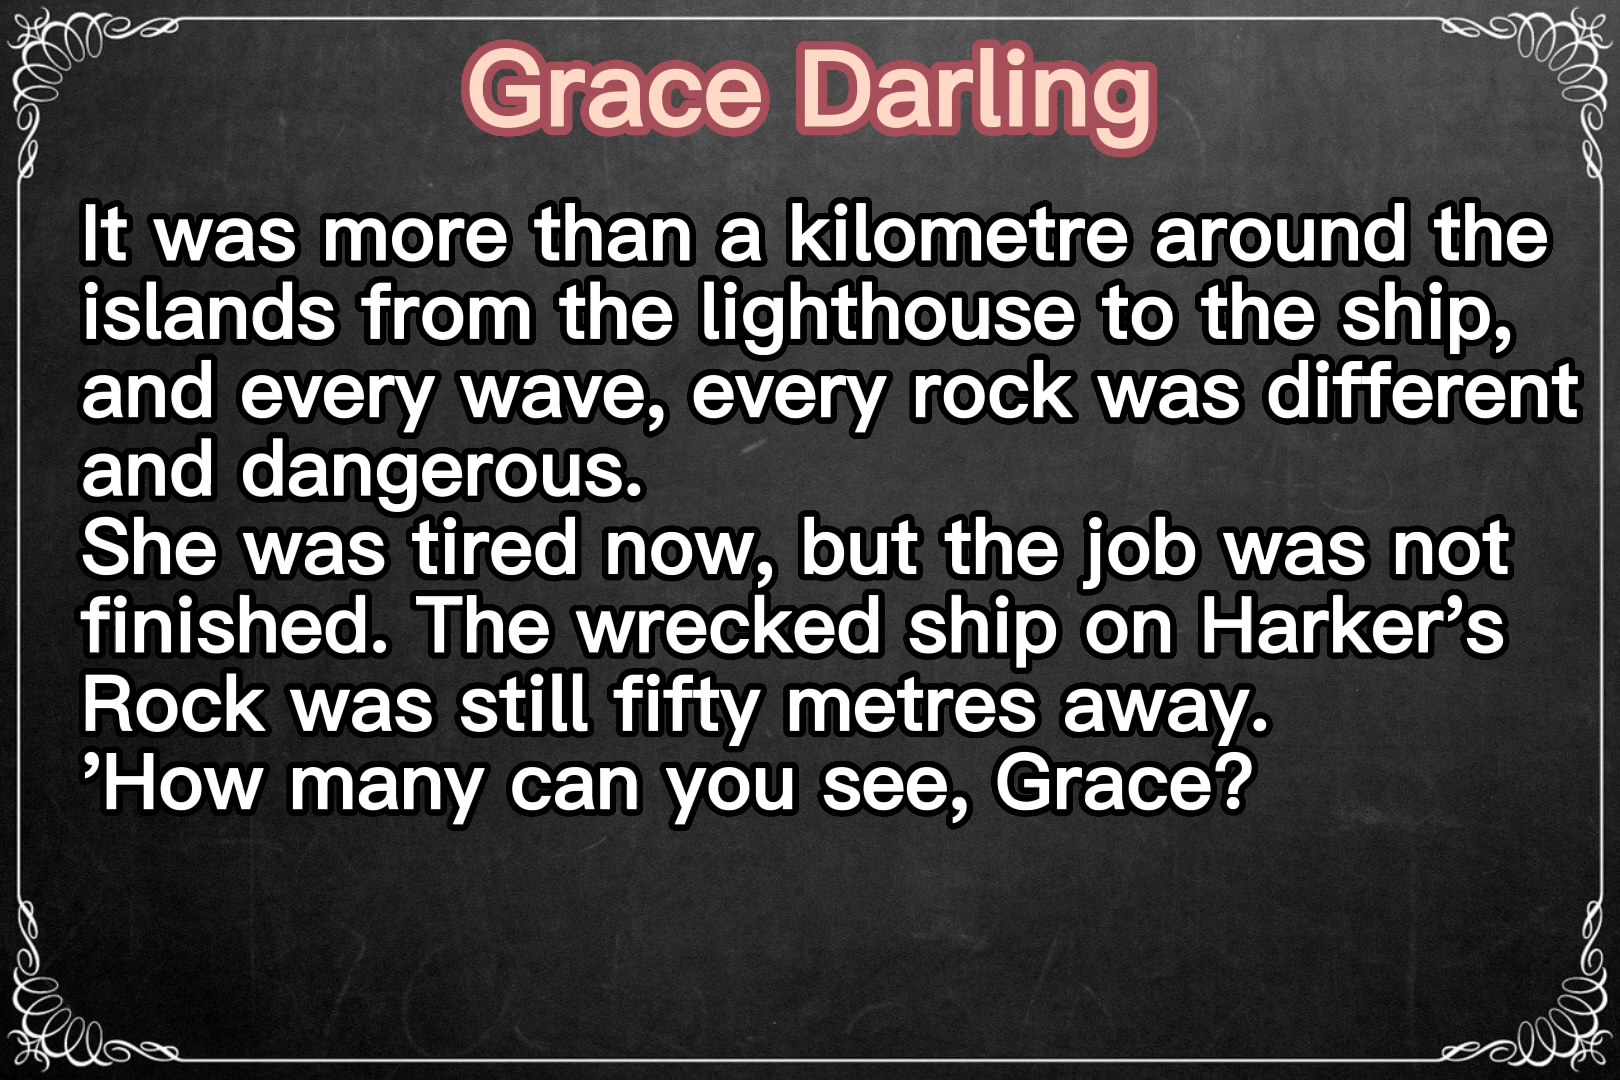 Grace Darling
It was more than a kilometre around the
islands from the lighthouse to the ship,
and every wave, every rock was different
and dangerous.
She was tired now, but the job was not
finished. The wrecked ship on Harker’s
Rock was still fifty metres away.
’How many can you see, Grace?